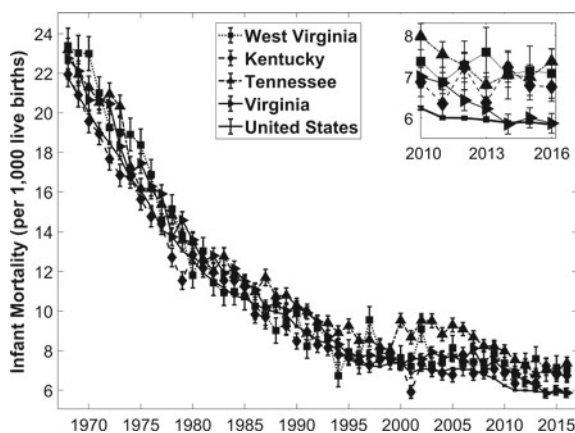 24
22
20
18
16
14
12
10
8
6
Infant Mortality (per 1,000 live births)
West Virginia
Kentucky
Tennessee
Virginia
United States
8
7
6
2010 2013 2016
1970 1975 1980 1985 1990 1995 2000 2005 2010 2015